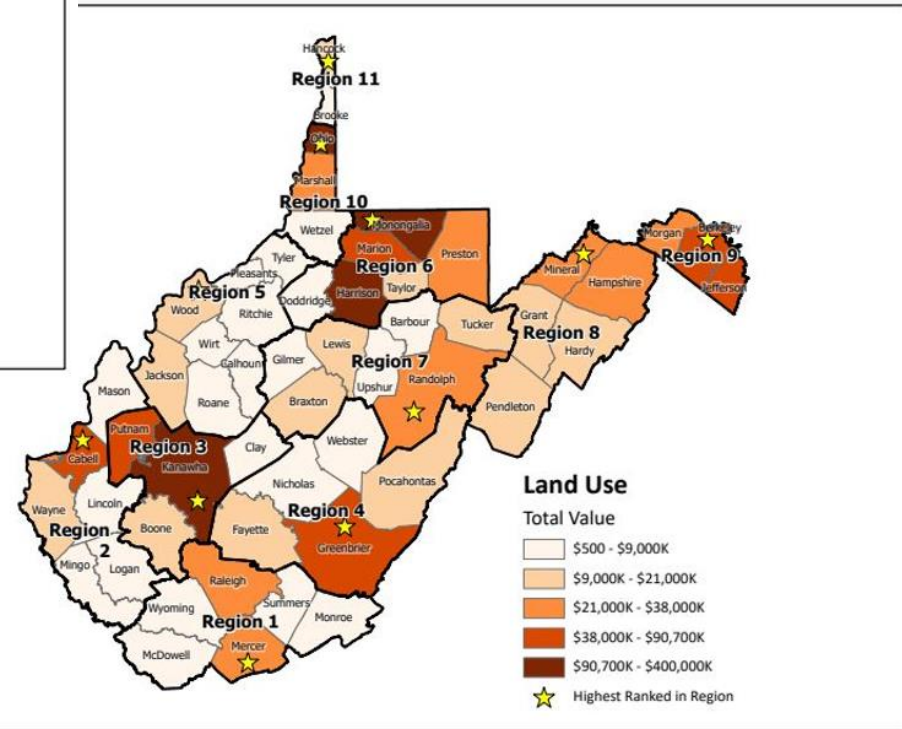 Hancock
Region 11
Brooke
Ohio
Marshall
Region 10
Wetzel
Monongalia
Marion
Preston
Region 6
Taylor
Harrison
Tyler
Pleasants
Region 5
Doddridge
Wood
Ritchie
Wirt
Calhoun
Jackson
Roane
Mason
Barbour
Tucker
Lewis
Gilmer
Region 7
Upshur
Randolph
Braxton
Morgan
Berkeley
Region 9
Jefferson
Mineral
Hampshire
Grant
Region 8
Hardy
Pendleton
Putnam
Region 3
Kanawha
Clay
Webster
Cabell
Nicholas
Pocahontas
Wayne
Lincoln
Region
2
Boone
Fayette
Region 4
Greenbrier
Mingo
Logan
Raleigh
Wyoming
Summers
Region 1
Monroe
Mercer
McDowell
Land Use
Total Value
$500 - $9,000K
$9,000K - $21,000K
$21,000K - $38,000K
$38,000K - $90,700K
$90,700K - $400,000K
Highest Ranked in Region